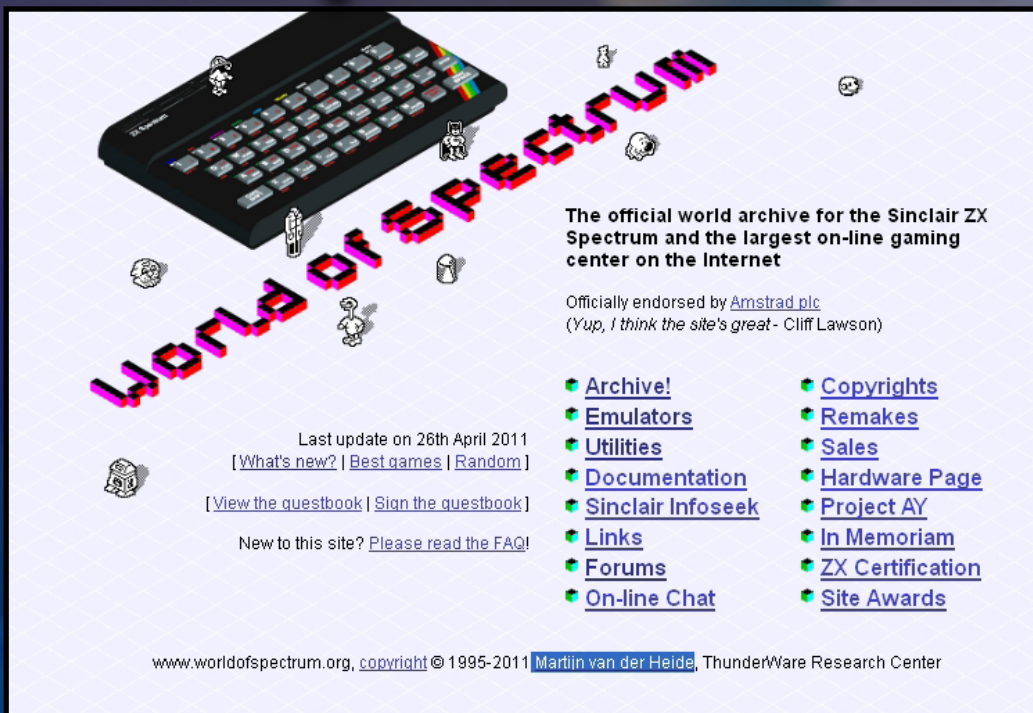 ZX Spectrum
World of Spectrum
The official world archive for the Sinclair ZX
Spectrum and the largest on-line gaming
center on the Internet
Officially endorsed by Amstrad plc
(Yup, I think the site's great - Cliff Lawson)
Archive!
Emulators
Utilities
Documentation
Sinclair Infoseek
Links
Forums
On-line Chat
Copyrights
Remakes
Sales
Hardware Page
Project AY
In Memoriam
ZX Certification
Site Awards
Last update on 26th April 2011
[ What's new? | Best games | Random ]
[ View the guestbook | Sign the guestbook ]
New to this site? Please read the FAQ!
www.worldofspectrum.org, copyright © 1995-2011 Martijn van der Heide, ThunderWare Research Center